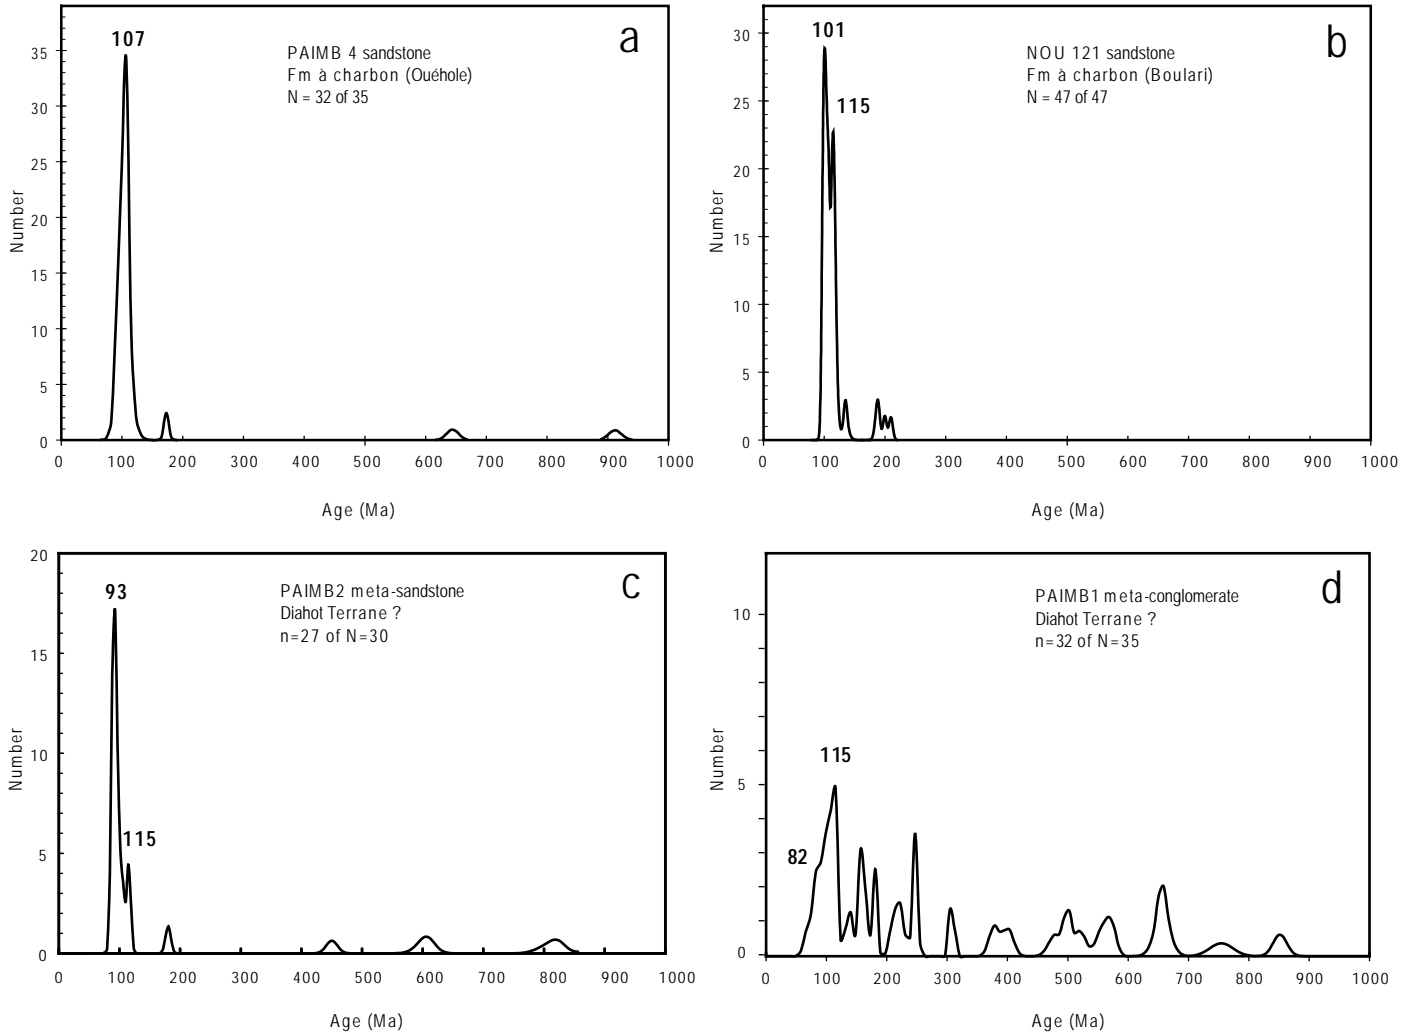 a
107
PAIMB 4 sandstone
Fm à charbon (Ouéhole)
N = 32 of 35
35
30
25
20
15
10
5
0
Number
0 100 200 300 400 500 600 700 800 900 1000
Age (Ma)
b
101
115
NOU 121 sandstone
Fm à charbon (Boulari)
N = 47 of 47
30
25
20
15
10
5
0
Number
0 100 200 300 400 500 600 700 800 900 1000
Age (Ma)
c
93
115
PAIMB2 meta-sandstone
Diahot Terrane ?
n=27 of N=30
20
15
10
5
0
Number
0 100 200 300 400 500 600 700 800 900 1000
Age (Ma)
d
115
82
PAIMB1 meta-conglomerate
Diahot Terrane ?
n=32 of N=35
10
5
0
Number
0 100 200 300 400 500 600 700 800 900 1000
Age (Ma)